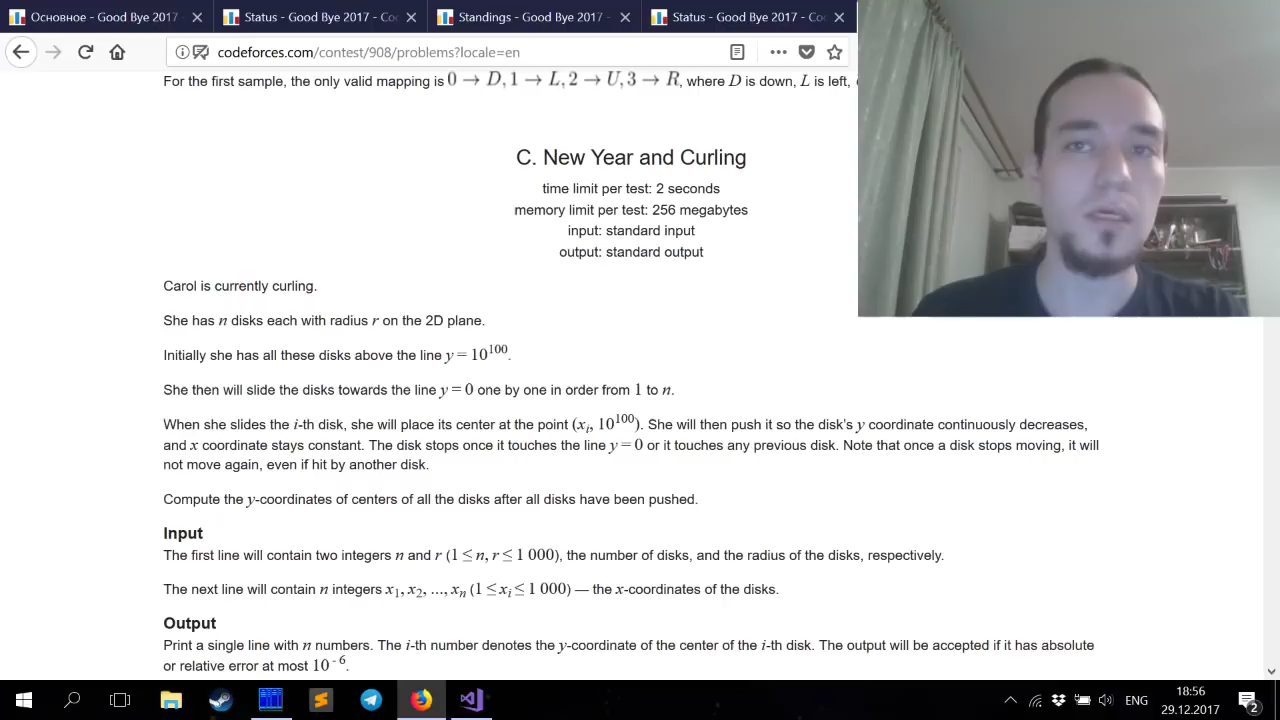 Основное - Good Bye 2017 - Status - Good Bye 2017 - Co Standings - Good Bye 2017 - Status - Good Bye 2017 - Co
codeforces.com/contest/908/problems?locale=en
For the first sample, the only valid mapping is 0 → D, 1 → L, 2 → U, 3 → R, where D is down, L is left,
C. New Year and Curling
time limit per test: 2 seconds
memory limit per test: 256 megabytes
input: standard input
output: standard output
Carol is currently curling.
She has n disks each with radius r on the 2D plane.
Initially she has all these disks above the line y = 10^100.
She then will slide the disks towards the line y = 0 one by one in order from 1 to n.
When she slides the i-th disk, she will place its center at the point (x_i, 10^100). She will then push it so the disk's y coordinate continuously decreases,
and x coordinate stays constant. The disk stops once it touches the line y = 0 or it touches any previous disk. Note that once a disk stops moving, it will
not move again, even if hit by another disk.
Compute the y-coordinates of centers of all the disks after all disks have been pushed.
Input
The first line will contain two integers n and r (1 ≤ n, r ≤ 1 000), the number of disks, and the radius of the disks, respectively.
The next line will contain n integers x_1, x_2, ..., x_n (1 ≤ x_i ≤ 1 000) — the x-coordinates of the disks.
Output
Print a single line with n numbers. The i-th number denotes the y-coordinate of the center of the i-th disk. The output will be accepted if it has absolute
or relative error at most 10^-6.
ENG
18:56
29.12.2017
2